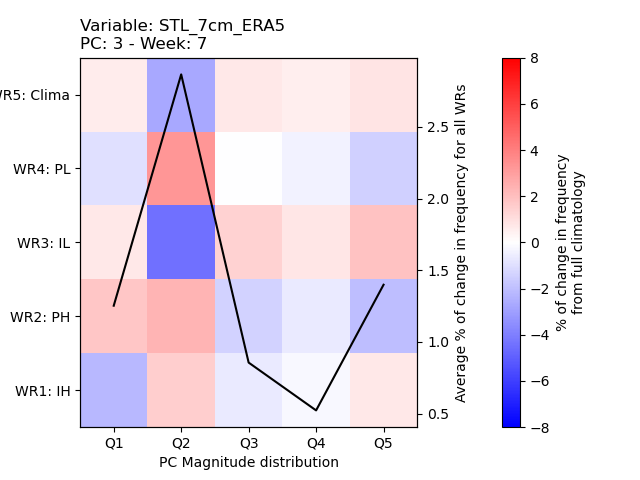 Variable: STL_7cm_ERA5
PC: 3 - Week: 7
WR5: Clima
WR4: PL
WR3: IL
WR2: PH
WR1: IH
Q1 Q2 Q3 Q4 Q5
PC Magnitude distribution
2.5
2.0
1.5
1.0
0.5
Average % of change in frequency for all WRs
8
6
4
2
0
−2
−4
−6
−8
% of change in frequency
from full climatology